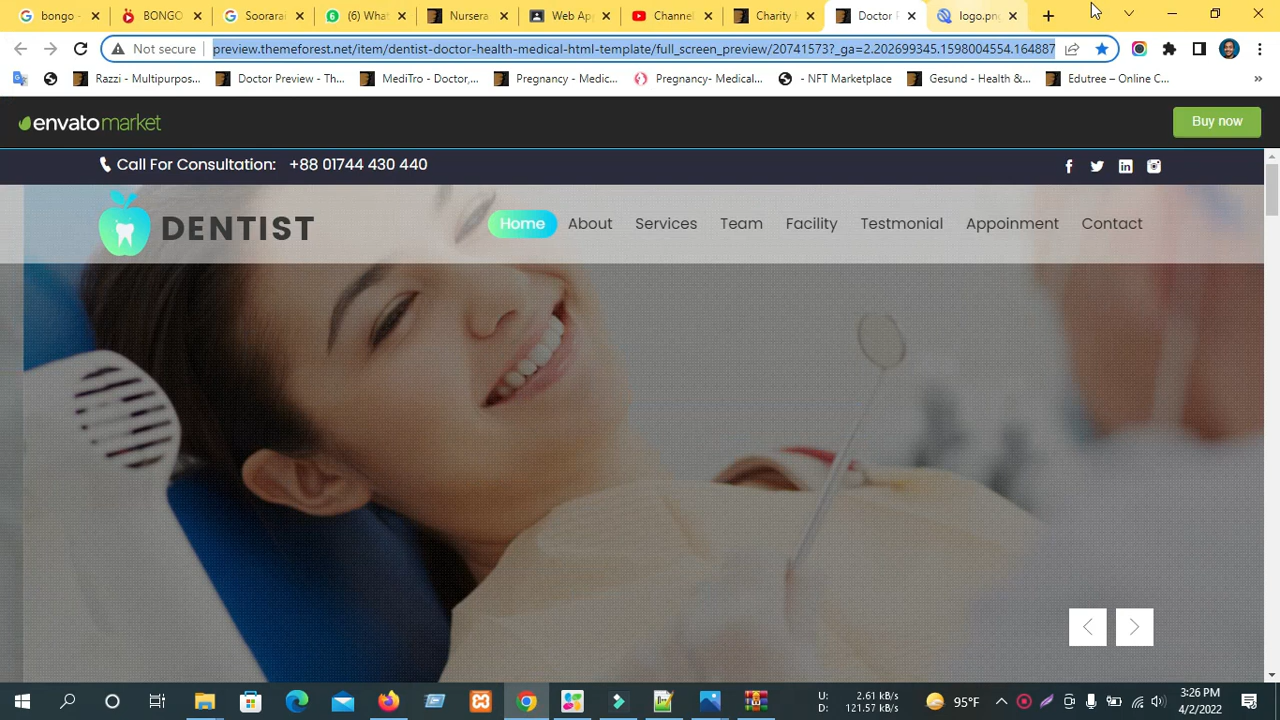 bongo - BONGO Soorarai (6) What Nursera Web App Channel Charity Doctor P logo.png
Not secure preview.themeforest.net/item/dentist-doctor-health-medical-html-template/full_screen_preview/20741573?_ga=2.202699345.1598004554.164887
Razzi - Multipurpos... Doctor Preview - Th... MediTro - Doctor,... Pregnancy - Medic... Pregnancy- Medical... - NFT Marketplace Gesund - Health &... Edutree – Online C... »
envatomarket Buy now
Call For Consultation: +88 01744 430 440
DENTIST Home About Services Team Facility Testmonial Appoinment Contact
U: 2.61 kB/s
D: 121.57 kB/s
95°F
3:26 PM
4/2/2022